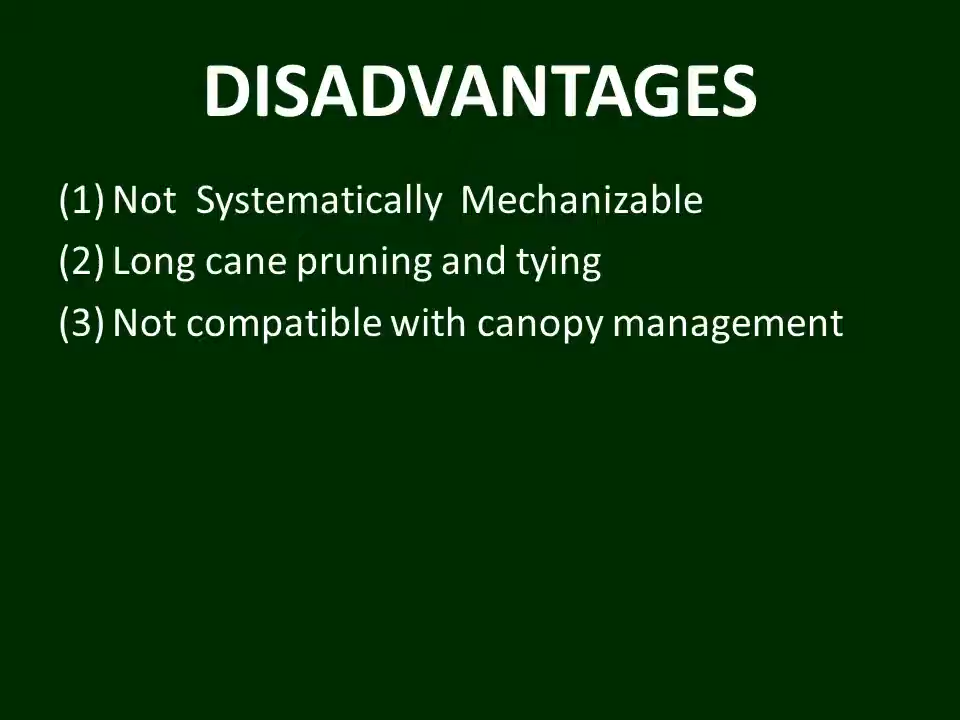 DISADVANTAGES
(1) Not Systematically Mechanizable
(2) Long cane pruning and tying
(3) Not compatible with canopy management